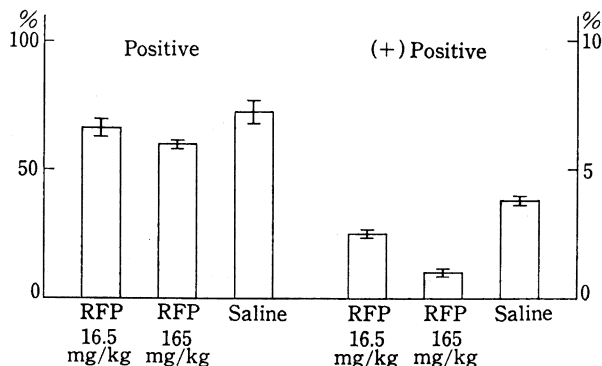 % %
100 Positive (+) Positive 10
50 5
0 0
RFP RFP Saline RFP RFP Saline
16.5 165 16.5 165
mg/kg mg/kg mg/kg mg/kg